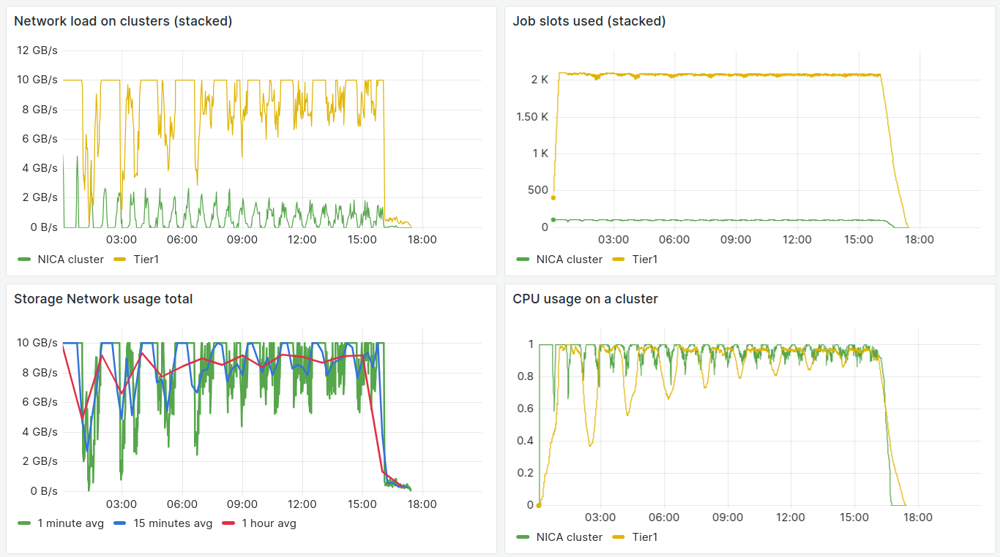 Network load on clusters (stacked)
12 GB/s
10 GB/s
8 GB/s
6 GB/s
4 GB/s
2 GB/s
0 B/s
03:00 06:00 09:00 12:00 15:00 18:00
NICA cluster Tier1
Job slots used (stacked)
2 K
1.50 K
1 K
500
0
03:00 06:00 09:00 12:00 15:00 18:00
NICA cluster Tier1
Storage Network usage total
10 GB/s
8 GB/s
6 GB/s
4 GB/s
2 GB/s
0 B/s
03:00 06:00 09:00 12:00 15:00 18:00
1 minute avg 15 minutes avg 1 hour avg
CPU usage on a cluster
1
0.8
0.6
0.4
0.2
0
03:00 06:00 09:00 12:00 15:00 18:00
NICA cluster Tier1